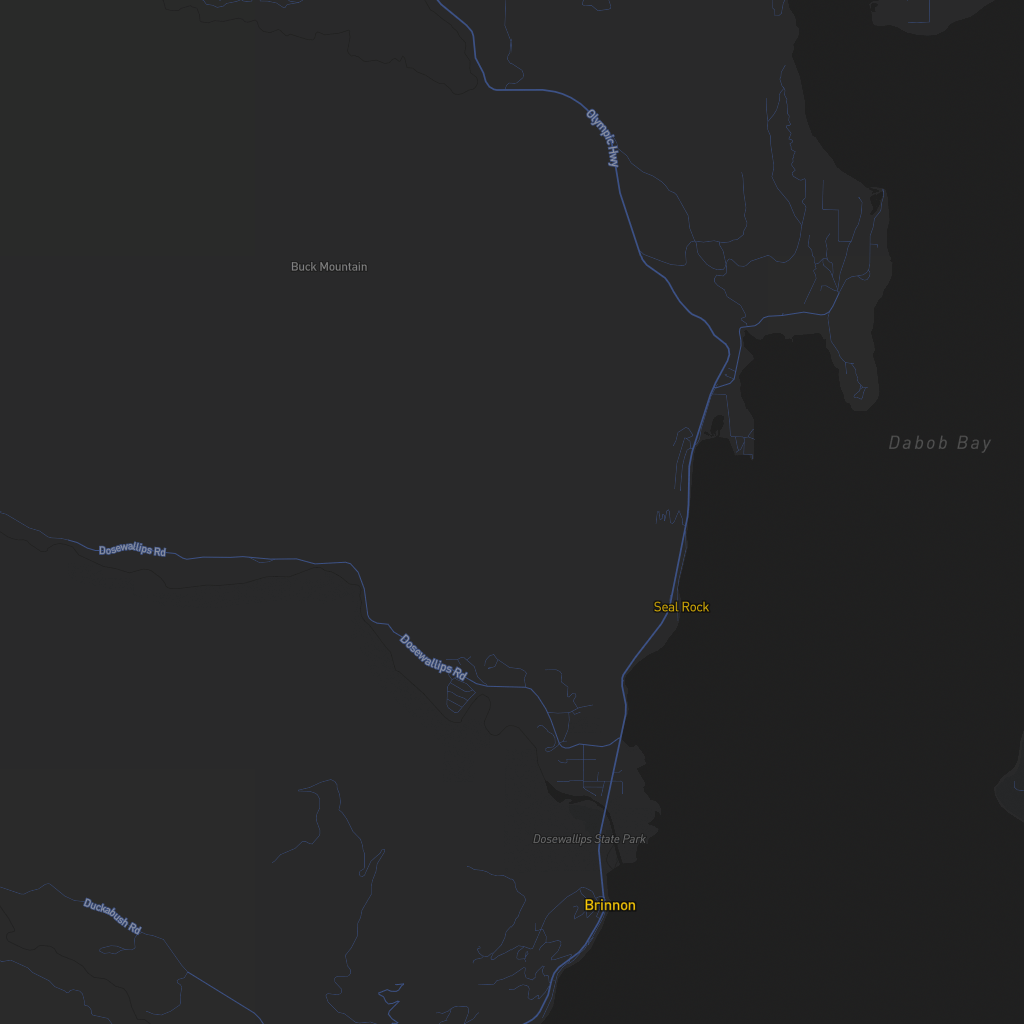 Olympic Hwy
Buck Mountain
Dabob Bay
Dosewallips Rd
Seal Rock
Dosewallips Rd
Dosewallips State Park
Brinnon
Duckabush Rd